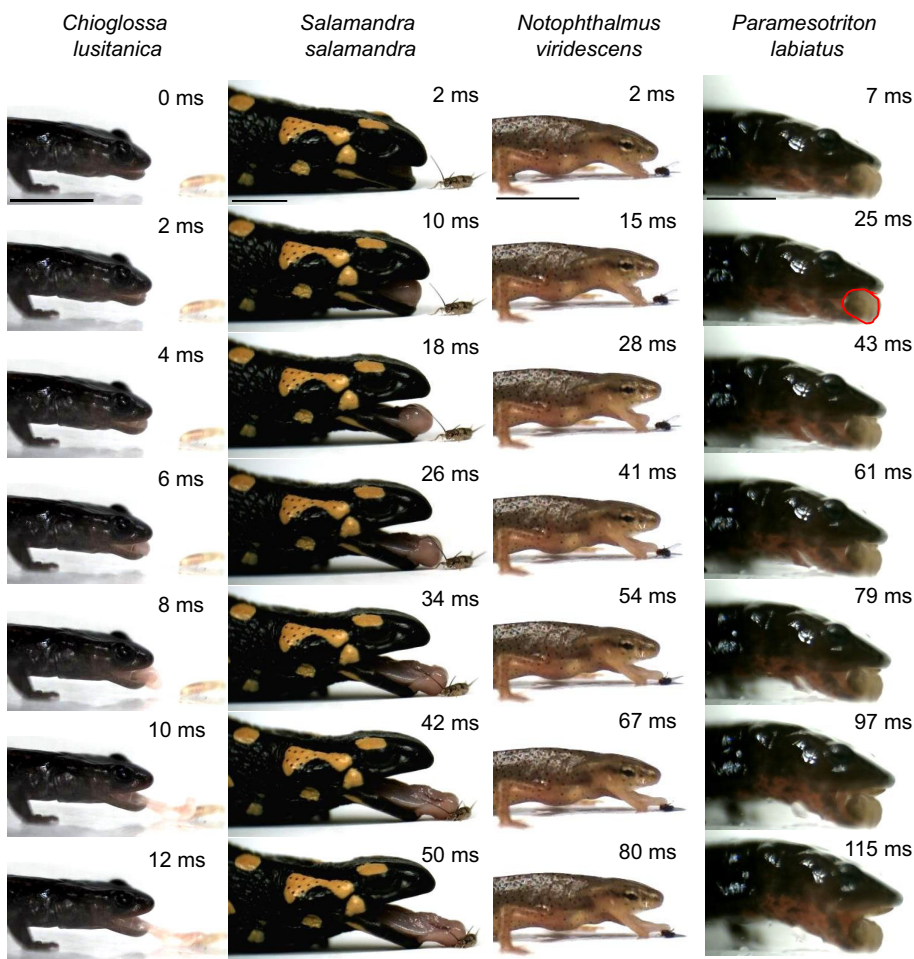 Chioglossa lusitanica
Salamandra salamandra
Notophthalmus viridescens
Paramesotriton labiatus
0 ms
2 ms
2 ms
7 ms
2 ms
10 ms
15 ms
25 ms
4 ms
18 ms
28 ms
43 ms
6 ms
26 ms
41 ms
61 ms
8 ms
34 ms
54 ms
79 ms
10 ms
42 ms
67 ms
97 ms
12 ms
50 ms
80 ms
115 ms